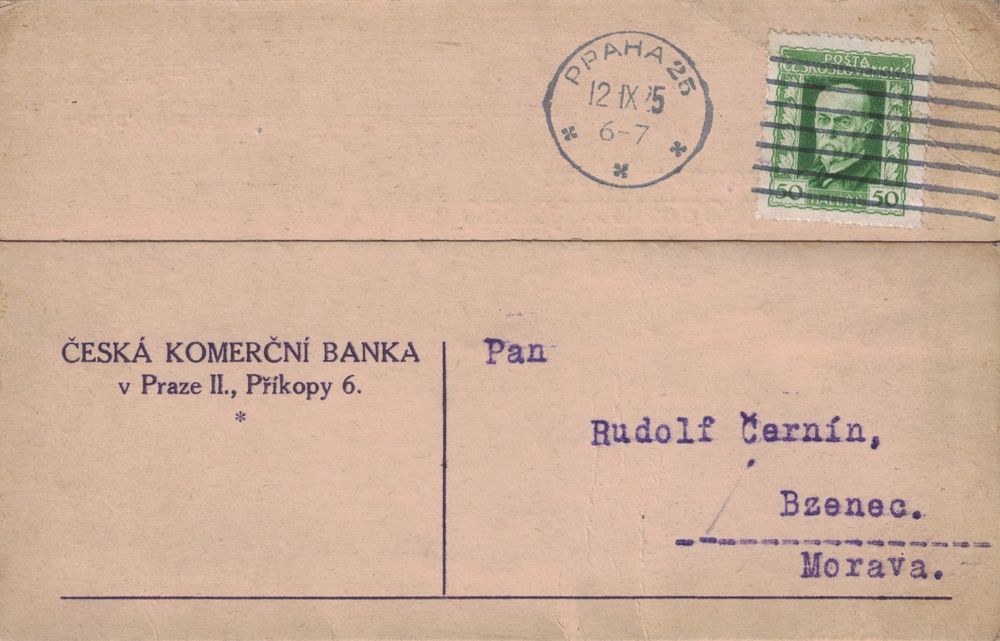 PRAHA 25
12 IX 25
6-7
POŠTA
ČESKOSLOVENSKÁ
50 50
ČESKÁ KOMERČNÍ BANKA
v Praze II., Příkopy 6.
*
Pan
Rudolf Černín,
Bzenec.
Morava.